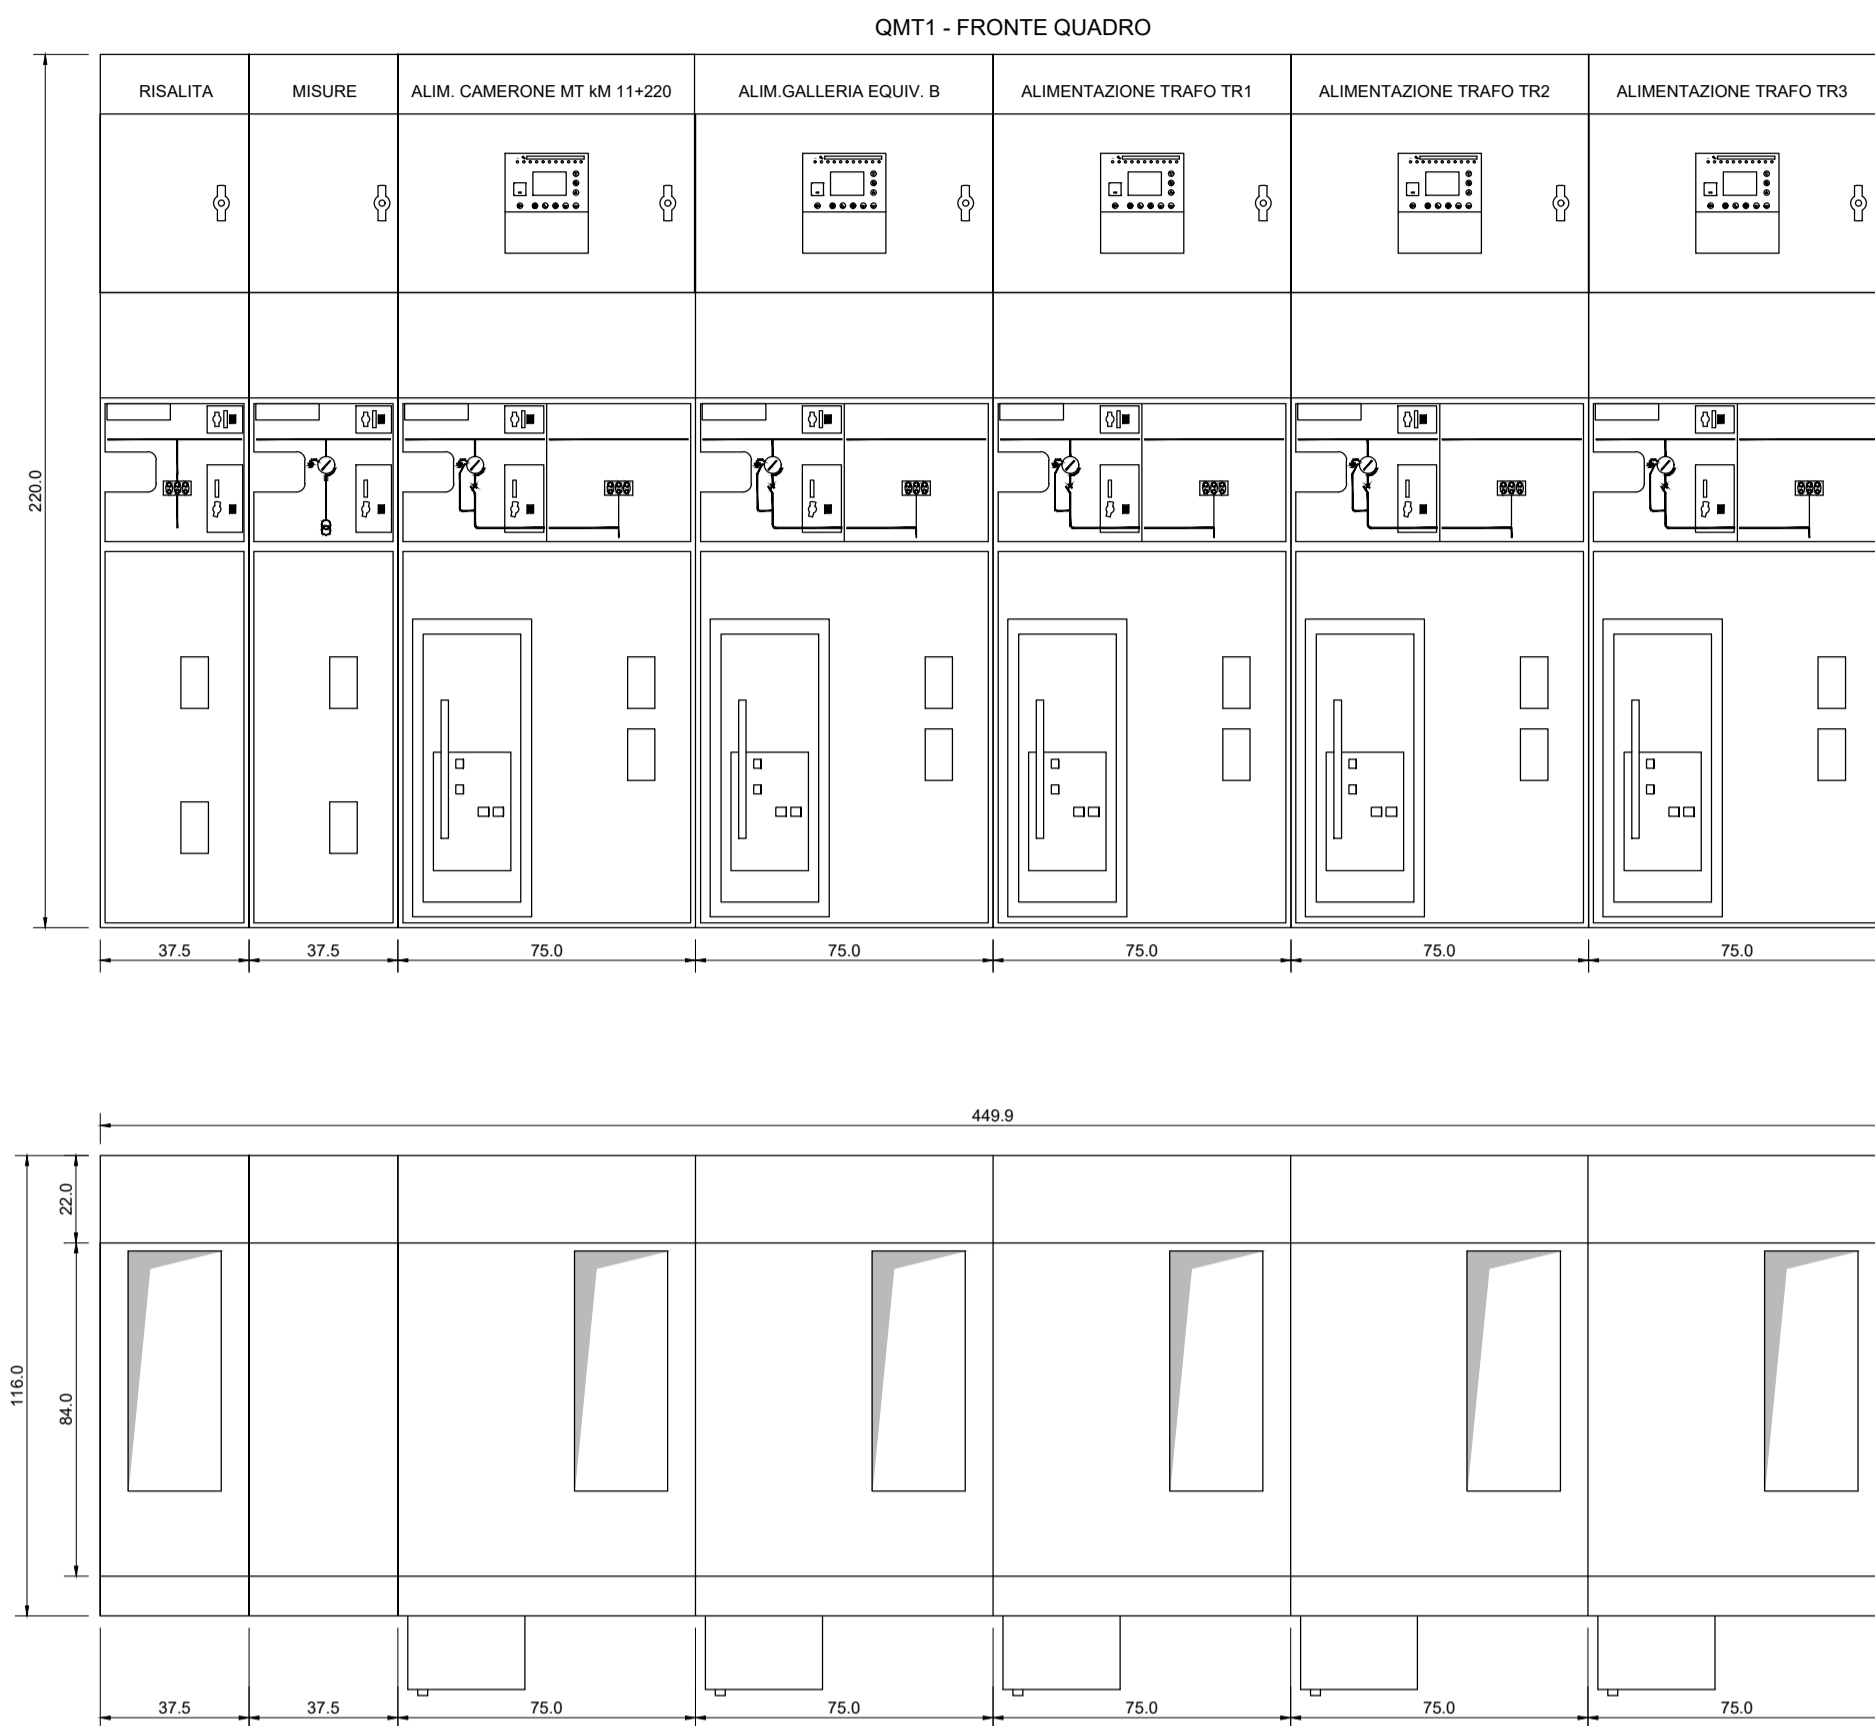 QMT1 - FRONTE QUADRO
RISALITA
MISURE
ALIM. CAMERONE MT kM 11+220
ALIM.GALLERIA EQUIV. B
ALIMENTAZIONE TRAFO TR1
ALIMENTAZIONE TRAFO TR2
ALIMENTAZIONE TRAFO TR3
220.0
37.5
37.5
75.0
75.0
75.0
75.0
75.0
449.9
22.0
116.0
84.0
37.5
37.5
75.0
75.0
75.0
75.0
75.0